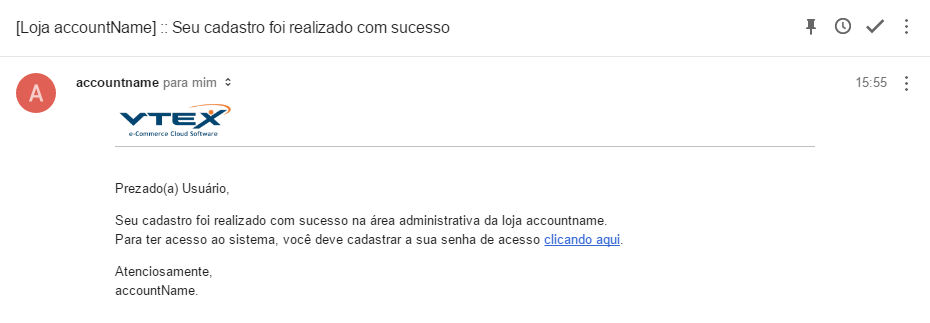 [Loja accountName] :: Seu cadastro foi realizado com sucesso
A
accountname para mim
15:55
VTEX
e-Commerce Cloud Software
Prezado(a) Usuário,
Seu cadastro foi realizado com sucesso na área administrativa da loja accountname.
Para ter acesso ao sistema, você deve cadastrar a sua senha de acesso clicando aqui.
Atenciosamente,
accountName.